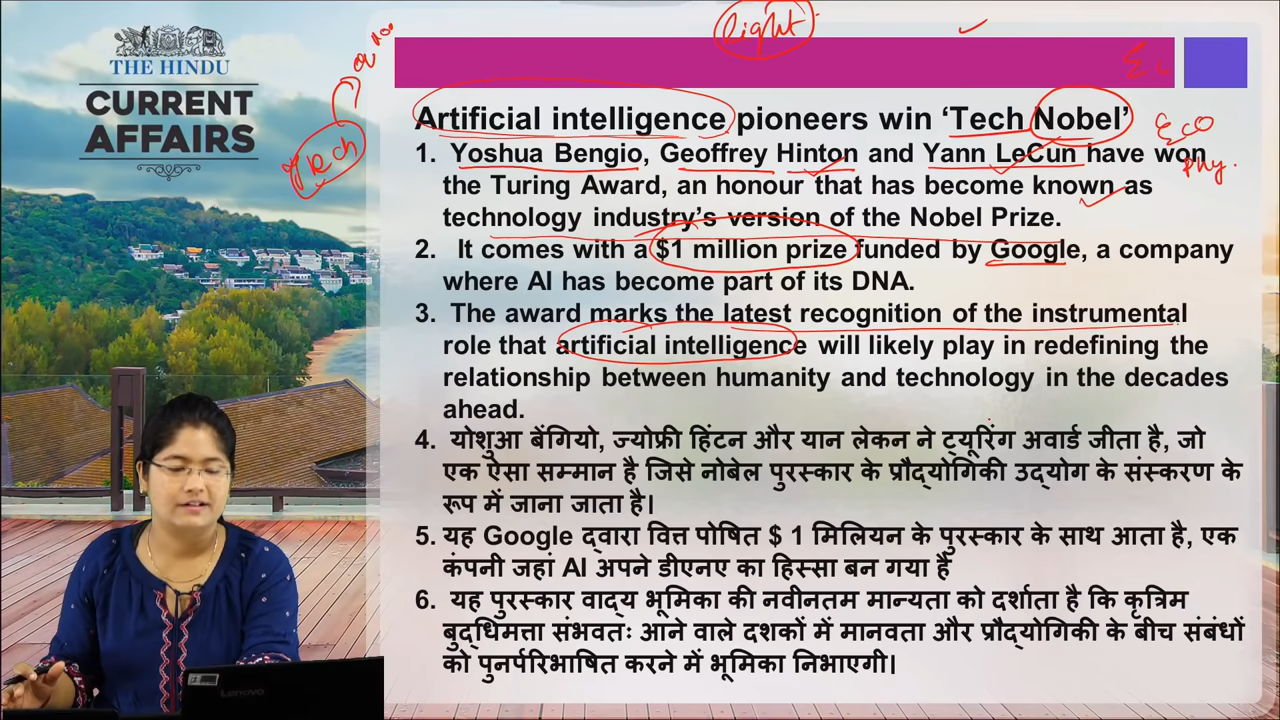 light
THE HINDU
CURRENT
AFFAIRS
Artificial intelligence pioneers win ‘Tech Nobel’
1. Yoshua Bengio, Geoffrey Hinton and Yann LeCun have won
the Turing Award, an honour that has become known as
technology industry’s version of the Nobel Prize.
2. It comes with a $1 million prize funded by Google, a company
where AI has become part of its DNA.
3. The award marks the latest recognition of the instrumental
role that artificial intelligence will likely play in redefining the
relationship between humanity and technology in the decades
ahead.
4. योशुआ बेंगियो, ज्योफ्री हिंटन और यान लेकन ने ट्यूरिंग अवार्ड जीता है, जो
एक ऐसा सम्मान है जिसे नोबेल पुरस्कार के प्रौद्योगिकी उद्योग के संस्करण के
रूप में जाना जाता है।
5. यह Google द्वारा वित्त पोषित $ 1 मिलियन के पुरस्कार के साथ आता है, एक
कंपनी जहां AI अपने डीएनए का हिस्सा बन गया है
6. यह पुरस्कार वाद्य भूमिका की नवीनतम मान्यता को दर्शाता है कि कृत्रिम
बुद्धिमत्ता संभवतः आने वाले दशकों में मानवता और प्रौद्योगिकी के बीच संबंधों
को पुनर्परिभाषित करने में भूमिका निभाएगी।
Eco
Phy.
Lenovo